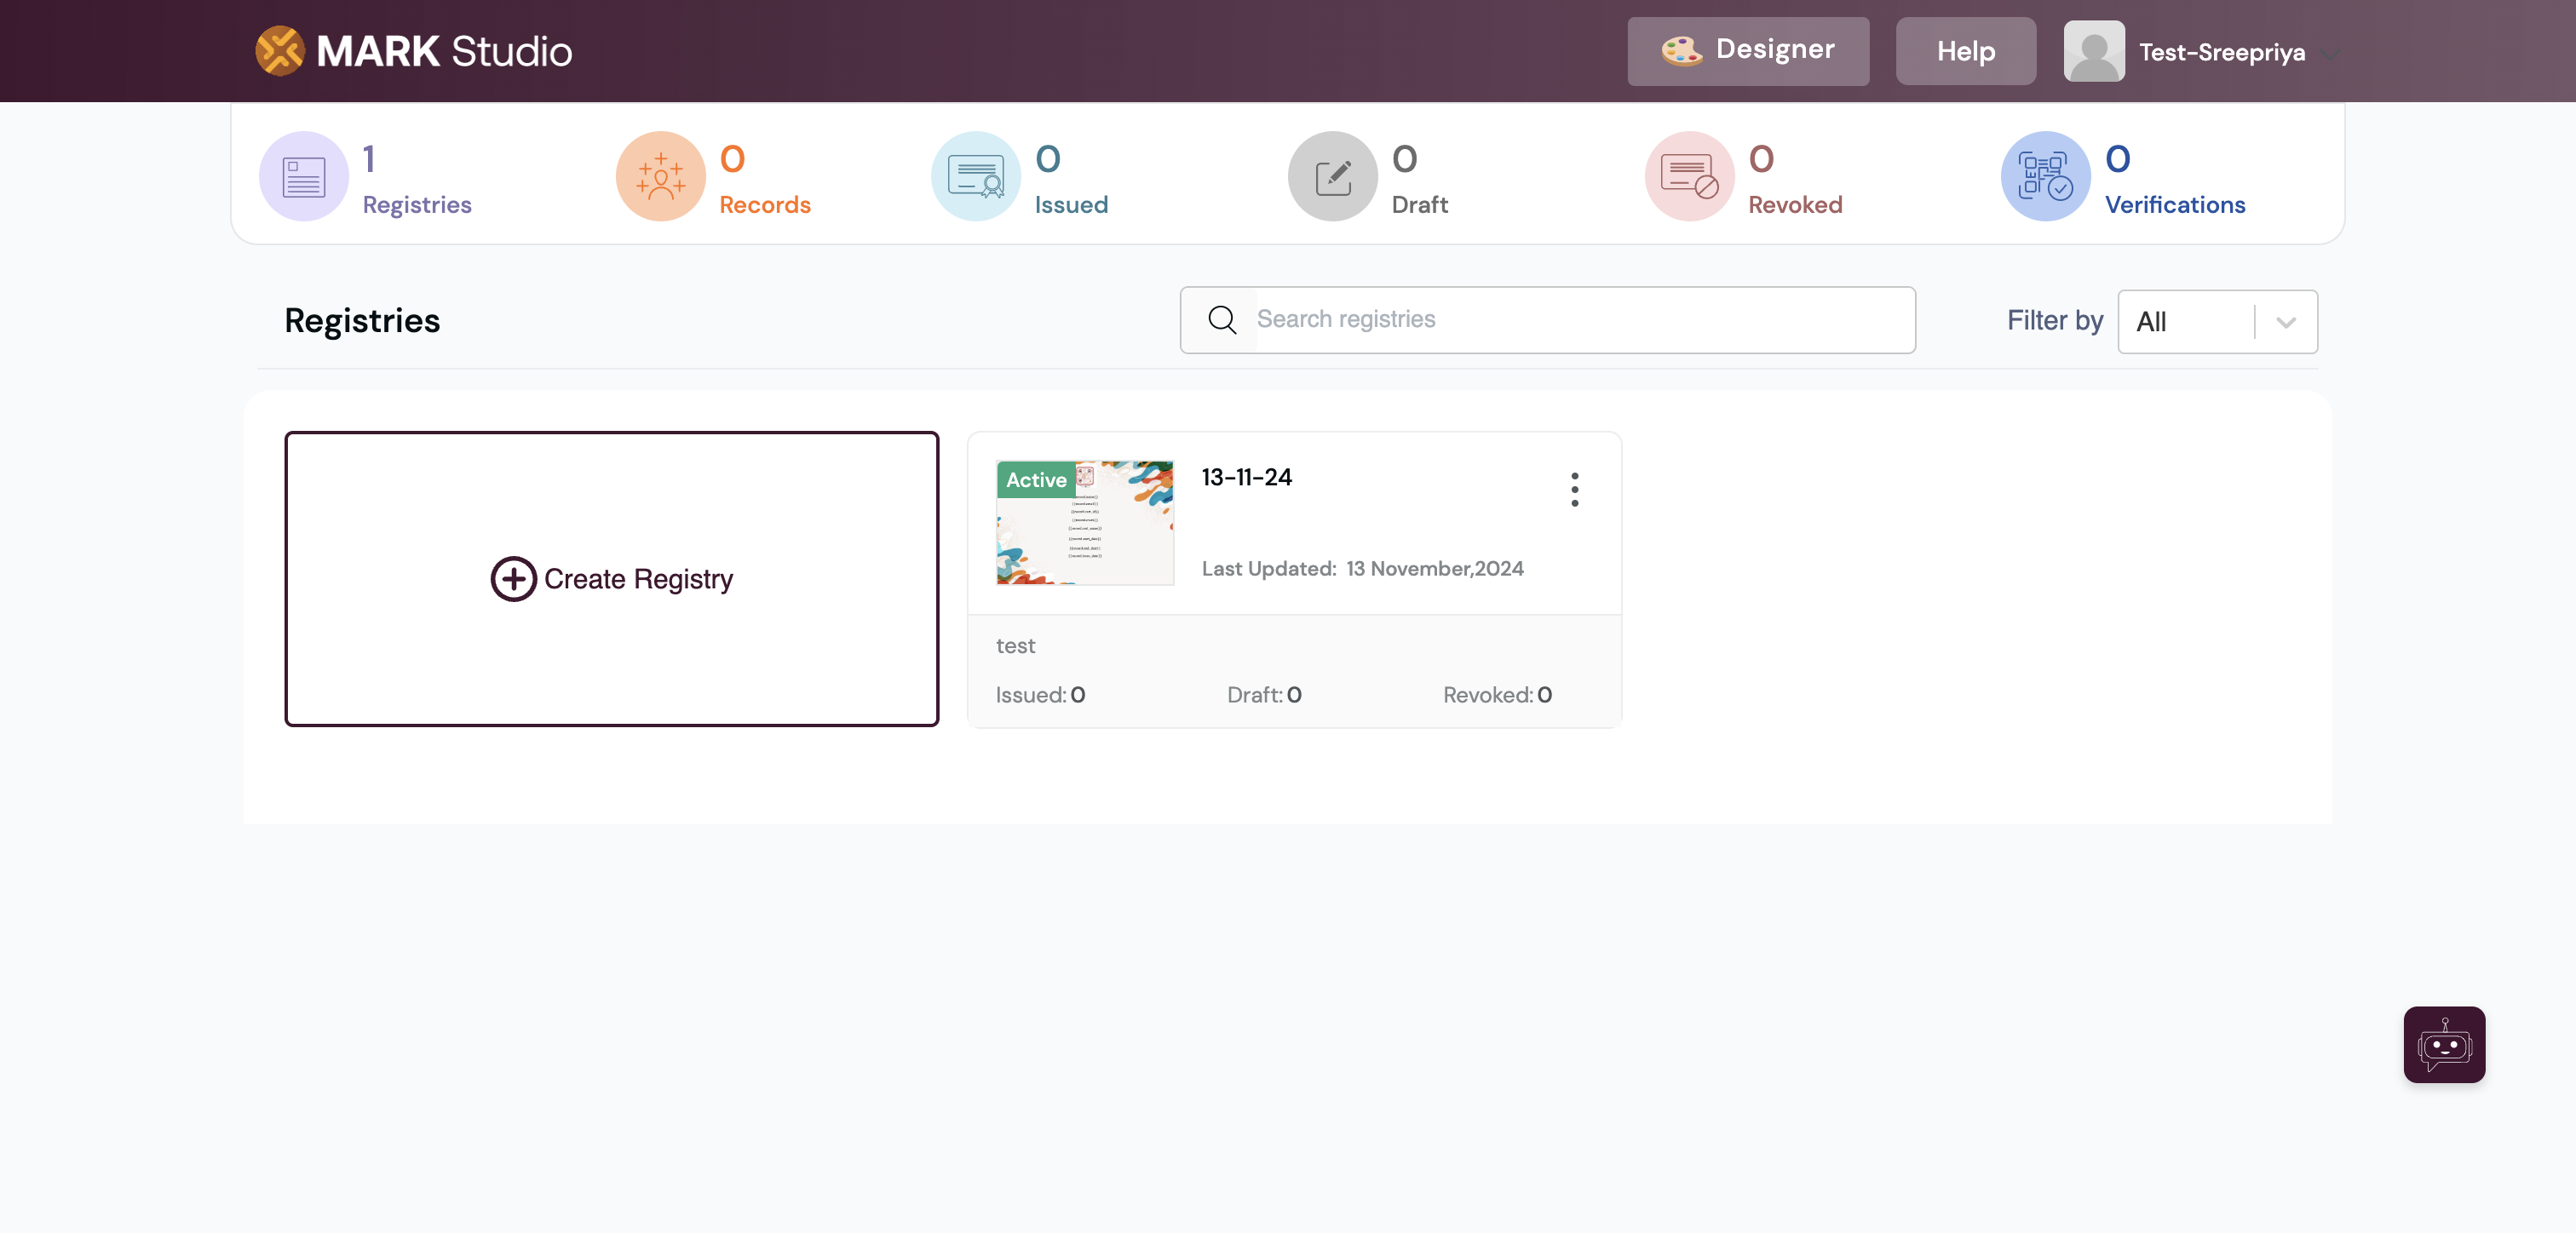 MARK Studio
Designer
Help
Test-Sreepriya
1
Registries
0
Records
0
Issued
0
Draft
0
Revoked
0
Verifications
Registries
Search registries
Filter by
All
Create Registry
Active
13-11-24
Last Updated: 13 November,2024
test
Issued: 0
Draft: 0
Revoked: 0